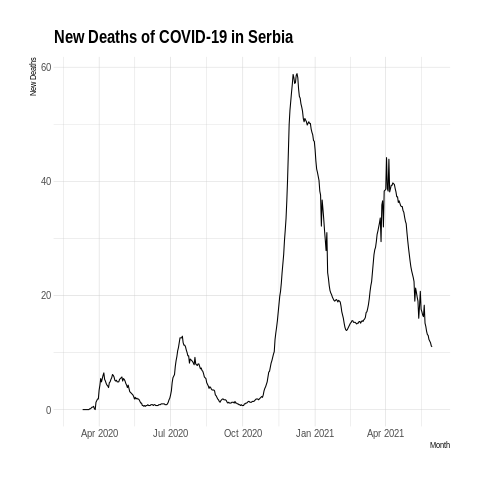 New Deaths of COVID-19 in Serbia
New Deaths
60
40
20
0
Apr 2020 Jul 2020 Oct 2020 Jan 2021 Apr 2021
Month